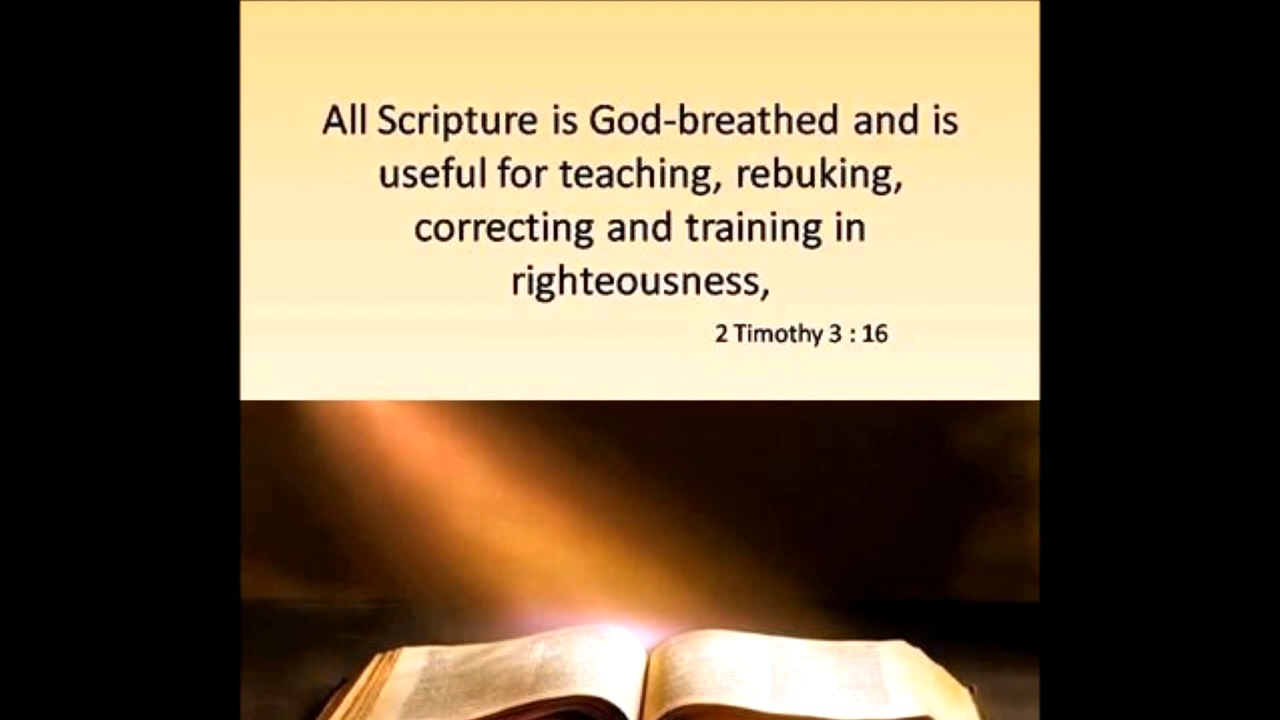 All Scripture is God-breathed and is
useful for teaching, rebuking,
correcting and training in
righteousness,
2 Timothy 3 : 16